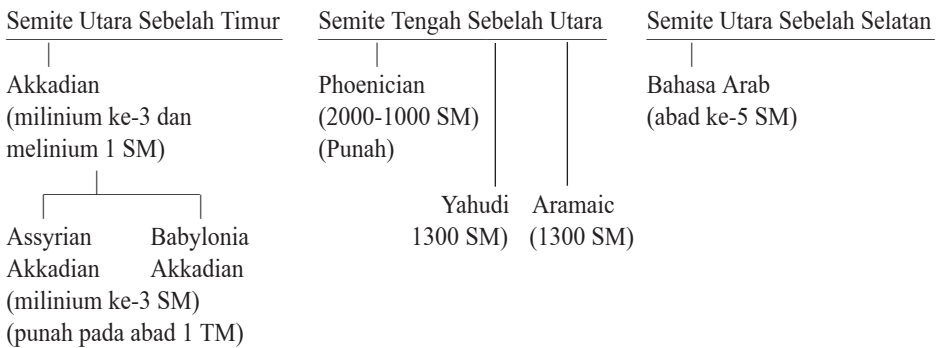 Semite Utara Sebelah Timur
Akkadian
(milinium ke-3 dan
melinium 1 SM)
Assyrian
Akkadian
Babylonia
Akkadian
(milinium ke-3 SM)
(punah pada abad 1 TM)
Semite Tengah Sebelah Utara
Phoenician
(2000-1000 SM)
(Punah)
Yahudi
1300 SM)
Aramaic
(1300 SM)
Semite Utara Sebelah Selatan
Bahasa Arab
(abad ke-5 SM)